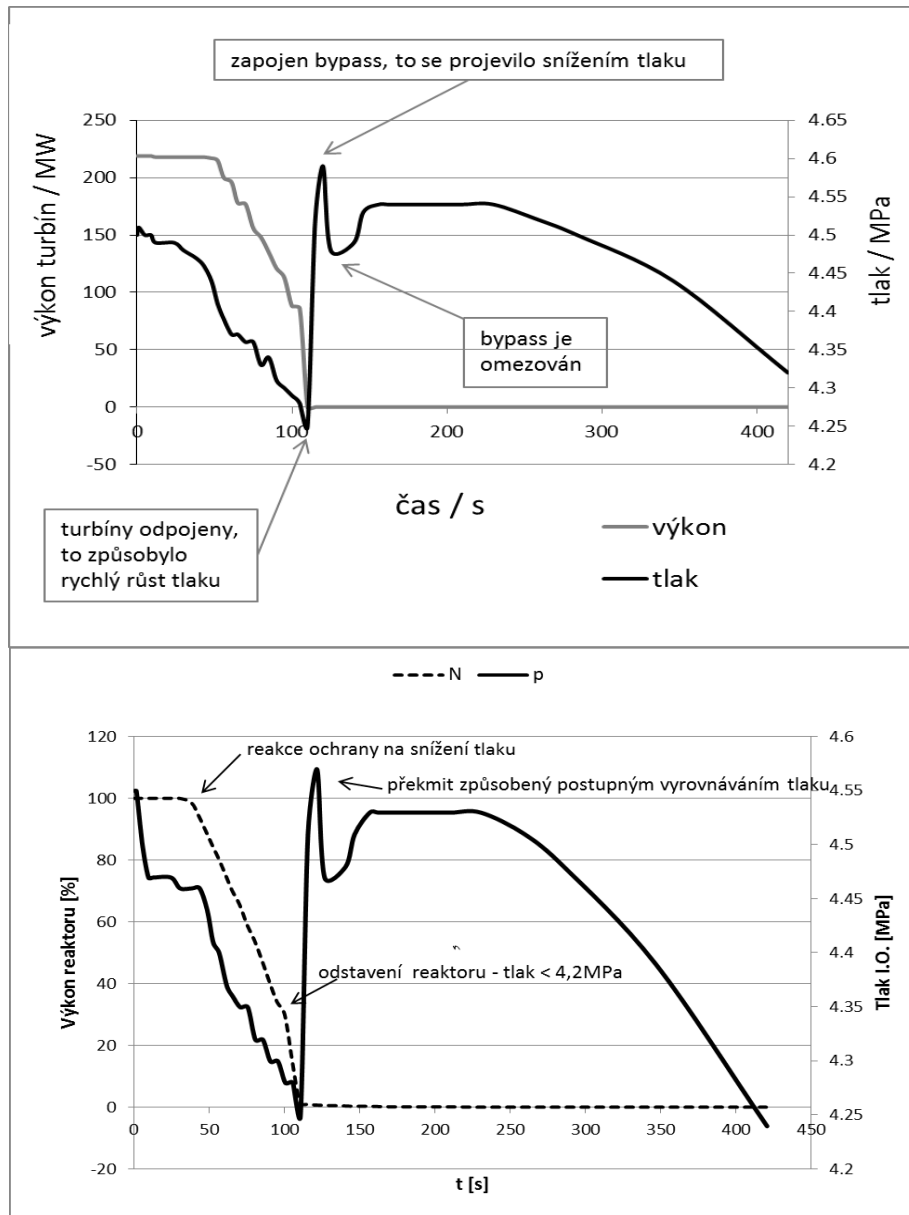 zapojen bypass, to se projevilo snížením tlaku
výkon turbín / MW
tlak / MPa
250
200
150
100
50
0
-50
4.65
4.6
4.55
4.5
4.45
4.4
4.35
4.3
4.25
4.2
bypass je
omezován
0
100
200
300
400
čas / s
turbíny odpojeny,
to způsobylo
rychlý růst tlaku
výkon
tlak
N
p
reakce ochrany na snížení tlaku
překmit způsobený postupným vyrovnáváním tlaku
odstavení reaktoru - tlak < 4,2MPa
Výkon reaktoru [%]
Tlak I.O. [MPa]
120
100
80
60
40
20
0
-20
4.6
4.55
4.5
4.45
4.4
4.35
4.3
4.25
4.2
0
50
100
150
200
250
300
350
400
450
t [s]